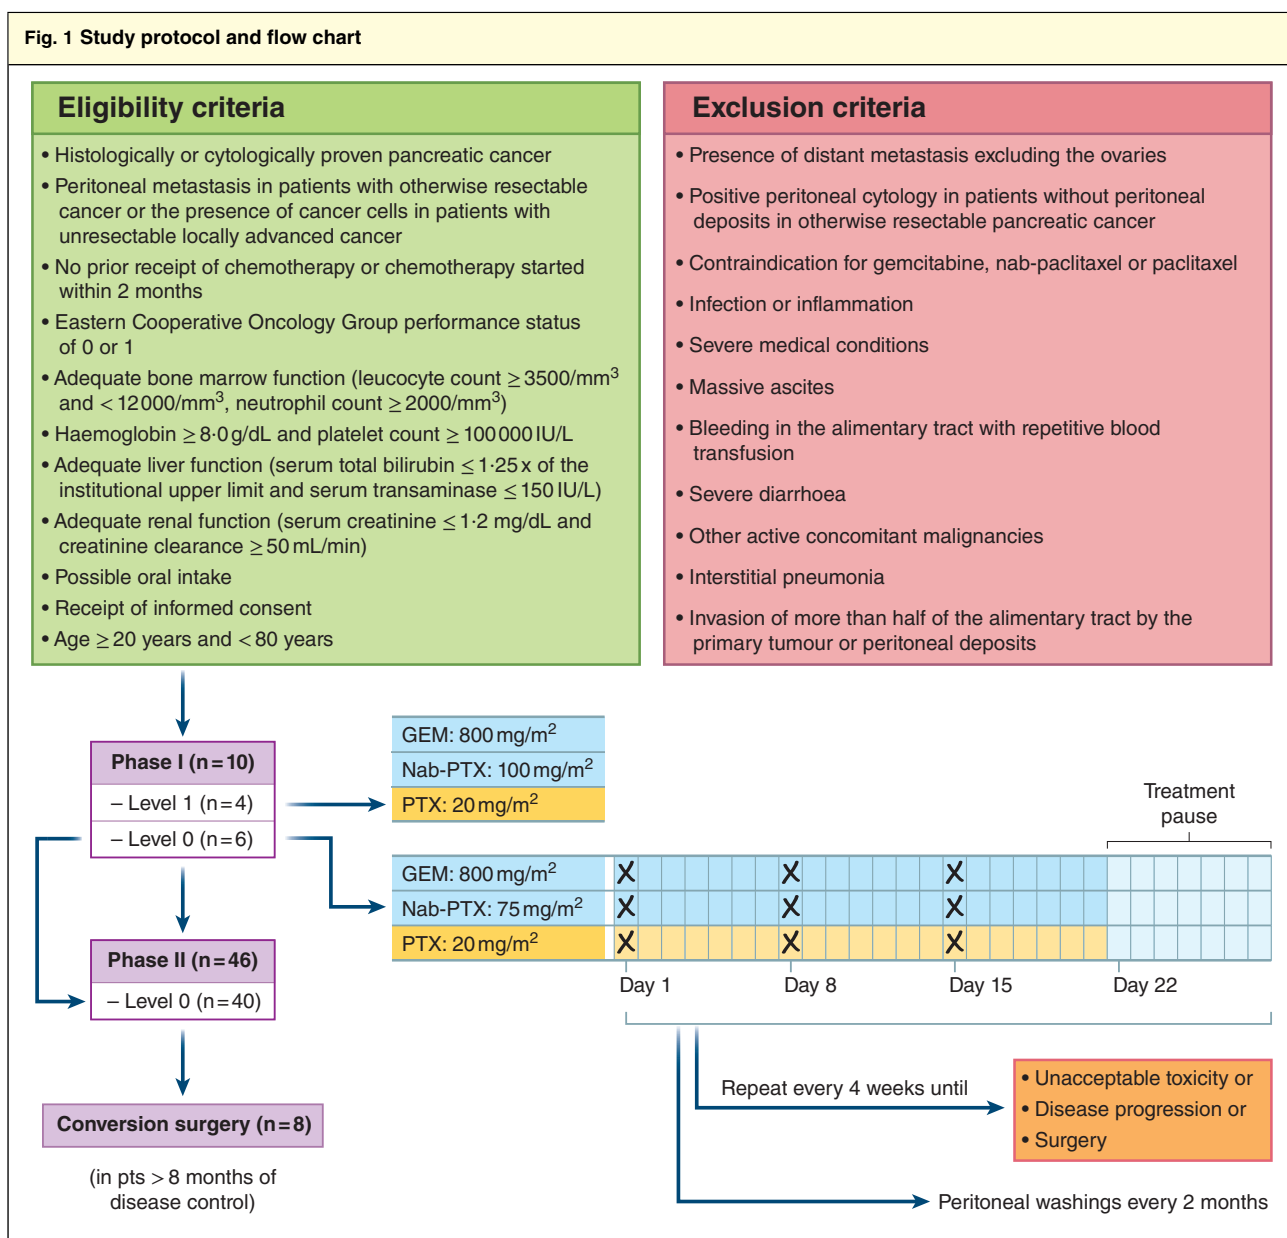 Fig. 1 Study protocol and flow chart
Eligibility criteria
• Histologically or cytologically proven pancreatic cancer
• Peritoneal metastasis in patients with otherwise resectable
cancer or the presence of cancer cells in patients with
unresectable locally advanced cancer
• No prior receipt of chemotherapy or chemotherapy started
within 2 months
• Eastern Cooperative Oncology Group performance status
of 0 or 1
• Adequate bone marrow function (leucocyte count ≥ 3500/mm³
and < 12 000/mm³, neutrophil count ≥ 2000/mm³)
• Haemoglobin ≥ 8·0 g/dL and platelet count ≥ 100 000 IU/L
• Adequate liver function (serum total bilirubin ≤ 1·25 x of the
institutional upper limit and serum transaminase ≤ 150 IU/L)
• Adequate renal function (serum creatinine ≤ 1·2 mg/dL and
creatinine clearance ≥ 50 mL/min)
• Possible oral intake
• Receipt of informed consent
• Age ≥ 20 years and < 80 years
Exclusion criteria
• Presence of distant metastasis excluding the ovaries
• Positive peritoneal cytology in patients without peritoneal
deposits in otherwise resectable pancreatic cancer
• Contraindication for gemcitabine, nab-paclitaxel or paclitaxel
• Infection or inflammation
• Severe medical conditions
• Massive ascites
• Bleeding in the alimentary tract with repetitive blood
transfusion
• Severe diarrhoea
• Other active concomitant malignancies
• Interstitial pneumonia
• Invasion of more than half of the alimentary tract by the
primary tumour or peritoneal deposits
Phase I (n = 10)
– Level 1 (n = 4)
– Level 0 (n = 6)
GEM: 800 mg/m²
Nab-PTX: 100 mg/m²
PTX: 20 mg/m²
Treatment
pause
GEM: 800 mg/m² X X X
Nab-PTX: 75 mg/m² X X X
PTX: 20 mg/m² X X X
Day 1 Day 8 Day 15 Day 22
Phase II (n = 46)
– Level 0 (n = 40)
Conversion surgery (n = 8)
(in pts > 8 months of
disease control)
Repeat every 4 weeks until
• Unacceptable toxicity or
• Disease progression or
• Surgery
Peritoneal washings every 2 months